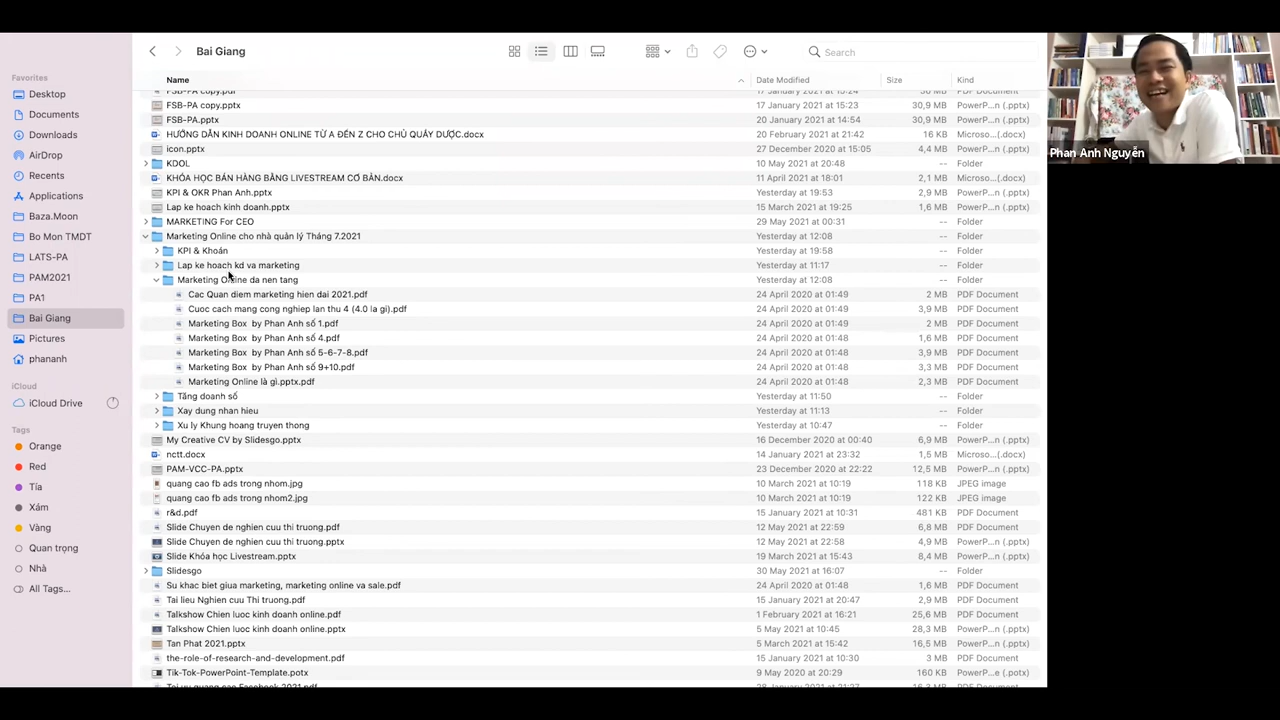 Bai Giang
Search
Favorites
Desktop
Documents
Downloads
AirDrop
Recents
Applications
Baza.Moon
Bo Mon TMDT
LATS-PA
PAM2021
PA1
Bai Giang
Pictures
phananh
iCloud
iCloud Drive
Tags
Orange
Red
Tía
Xám
Vàng
Quan trọng
Nhà
All Tags...
Name Date Modified Size Kind
FSB-PA copy.pdf 17 January 2021 at 15:24 PDF Document
FSB-PA copy.pptx 17 January 2021 at 15:23 30,9 MB PowerP...n (.pptx)
FSB-PA.pptx 20 January 2021 at 14:54 30,9 MB PowerP...n (.pptx)
HƯỚNG DẪN KINH DOANH ONLINE TỪ A ĐẾN Z CHO CHỦ QUẦY DƯỢC.docx 20 February 2021 at 21:42 16 KB Microso...(.docx)
icon.pptx 27 December 2020 at 15:05 4,4 MB PowerP...n (.pptx)
KDOL 10 May 2021 at 20:48 -- Folder
KHÓA HỌC BÁN HÀNG BẰNG LIVESTREAM CƠ BẢN.docx 11 April 2021 at 18:01 2,1 MB Microso...(.docx)
KPI & OKR Phan Anh.pptx Yesterday at 19:53 5,1 MB PowerP...n (.pptx)
Lap ke hoach kinh doanh.pptx 15 March 2021 at 19:25 1,6 MB PowerP...n (.pptx)
MARKETING For CEO 29 May 2021 at 00:31 -- Folder
Marketing Online cho nhà quản lý Tháng 7.2021 Yesterday at 12:08 -- Folder
KPI & Khoán Yesterday at 19:58 -- Folder
Lap ke hoach kd va marketing Yesterday at 11:17 -- Folder
Marketing Online da nen tang Yesterday at 12:08 -- Folder
Cac Quan diem marketing hien dai 2021.pdf 24 April 2020 at 01:49 2 MB PDF Document
Cuoc cach mang cong nghiep lan thu 4 (4.0 la gi).pdf 24 April 2020 at 01:49 3,9 MB PDF Document
Marketing Box by Phan Anh số 1.pdf 24 April 2020 at 01:49 2 MB PDF Document
Marketing Box by Phan Anh số 4.pdf 24 April 2020 at 01:48 1,6 MB PDF Document
Marketing Box by Phan Anh số 5-6-7-8.pdf 24 April 2020 at 01:48 3,9 MB PDF Document
Marketing Box by Phan Anh số 9+10.pdf 24 April 2020 at 01:48 3,3 MB PDF Document
Marketing Online là gì.pptx.pdf 24 April 2020 at 01:48 2,3 MB PDF Document
Tăng doanh số Yesterday at 11:50 -- Folder
Xay dung nhan hieu Yesterday at 11:13 -- Folder
Xu ly Khung hoang truyen thong Yesterday at 10:47 -- Folder
My Creative CV by Slidesgo.pptx 16 December 2020 at 00:40 6,9 MB PowerP...n (.pptx)
nctt.docx 14 January 2021 at 23:32 1,5 MB Microso...(.docx)
PAM-VCC-PA.pptx 23 December 2020 at 22:22 12,5 MB PowerP...n (.pptx)
quang cao fb ads trong nhom.jpg 10 March 2021 at 10:19 118 KB JPEG image
quang cao fb ads trong nhom2.jpg 10 March 2021 at 10:19 122 KB JPEG image
r&d.pdf 15 January 2021 at 10:31 481 KB PDF Document
Slide Chuyen de nghien cuu thi truong.pdf 12 May 2021 at 22:59 6,8 MB PDF Document
Slide Chuyen de nghien cuu thi truong.pptx 12 May 2021 at 22:58 4,9 MB PowerP...n (.pptx)
Slide Khóa học Livestream.pptx 19 March 2021 at 15:43 8,4 MB PowerP...n (.pptx)
Slidesgo 30 May 2021 at 16:07 -- Folder
Su khac biet giua marketing, marketing online va sale.pdf 24 April 2020 at 01:48 1,6 MB PDF Document
Tai lieu Nghien cuu Thi truong.pdf 15 January 2021 at 20:47 2,9 MB PDF Document
Talkshow Chien luoc kinh doanh online.pdf 1 February 2021 at 16:21 25,6 MB PDF Document
Talkshow Chien luoc kinh doanh online.pptx 5 May 2021 at 10:45 28,3 MB PowerP...n (.pptx)
Tan Phat 2021.pptx 5 March 2021 at 15:42 16,5 MB PowerP...n (.pptx)
the-role-of-research-and-development.pdf 15 January 2021 at 10:30 3 MB PDF Document
Tik-Tok-PowerPoint-Template.potx 9 May 2020 at 20:29 160 KB PowerP...e (.potx)
Phan Anh Nguyễn